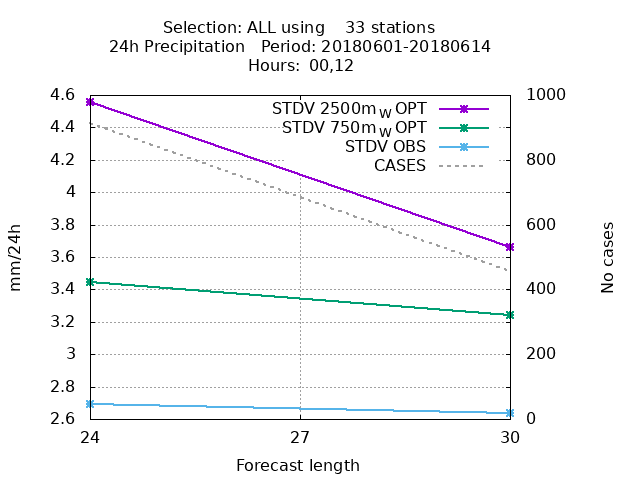 Selection: ALL using    33 stations
24h Precipitation   Period: 20180601-20180614
Hours:  00,12
STDV 2500m_W OPT
STDV 750m_W OPT
STDV OBS
CASES
4.6
4.4
4.2
4
3.8
3.6
3.4
3.2
3
2.8
2.6
mm/24h
1000
800
600
400
200
0
No cases
24 27 30
Forecast length